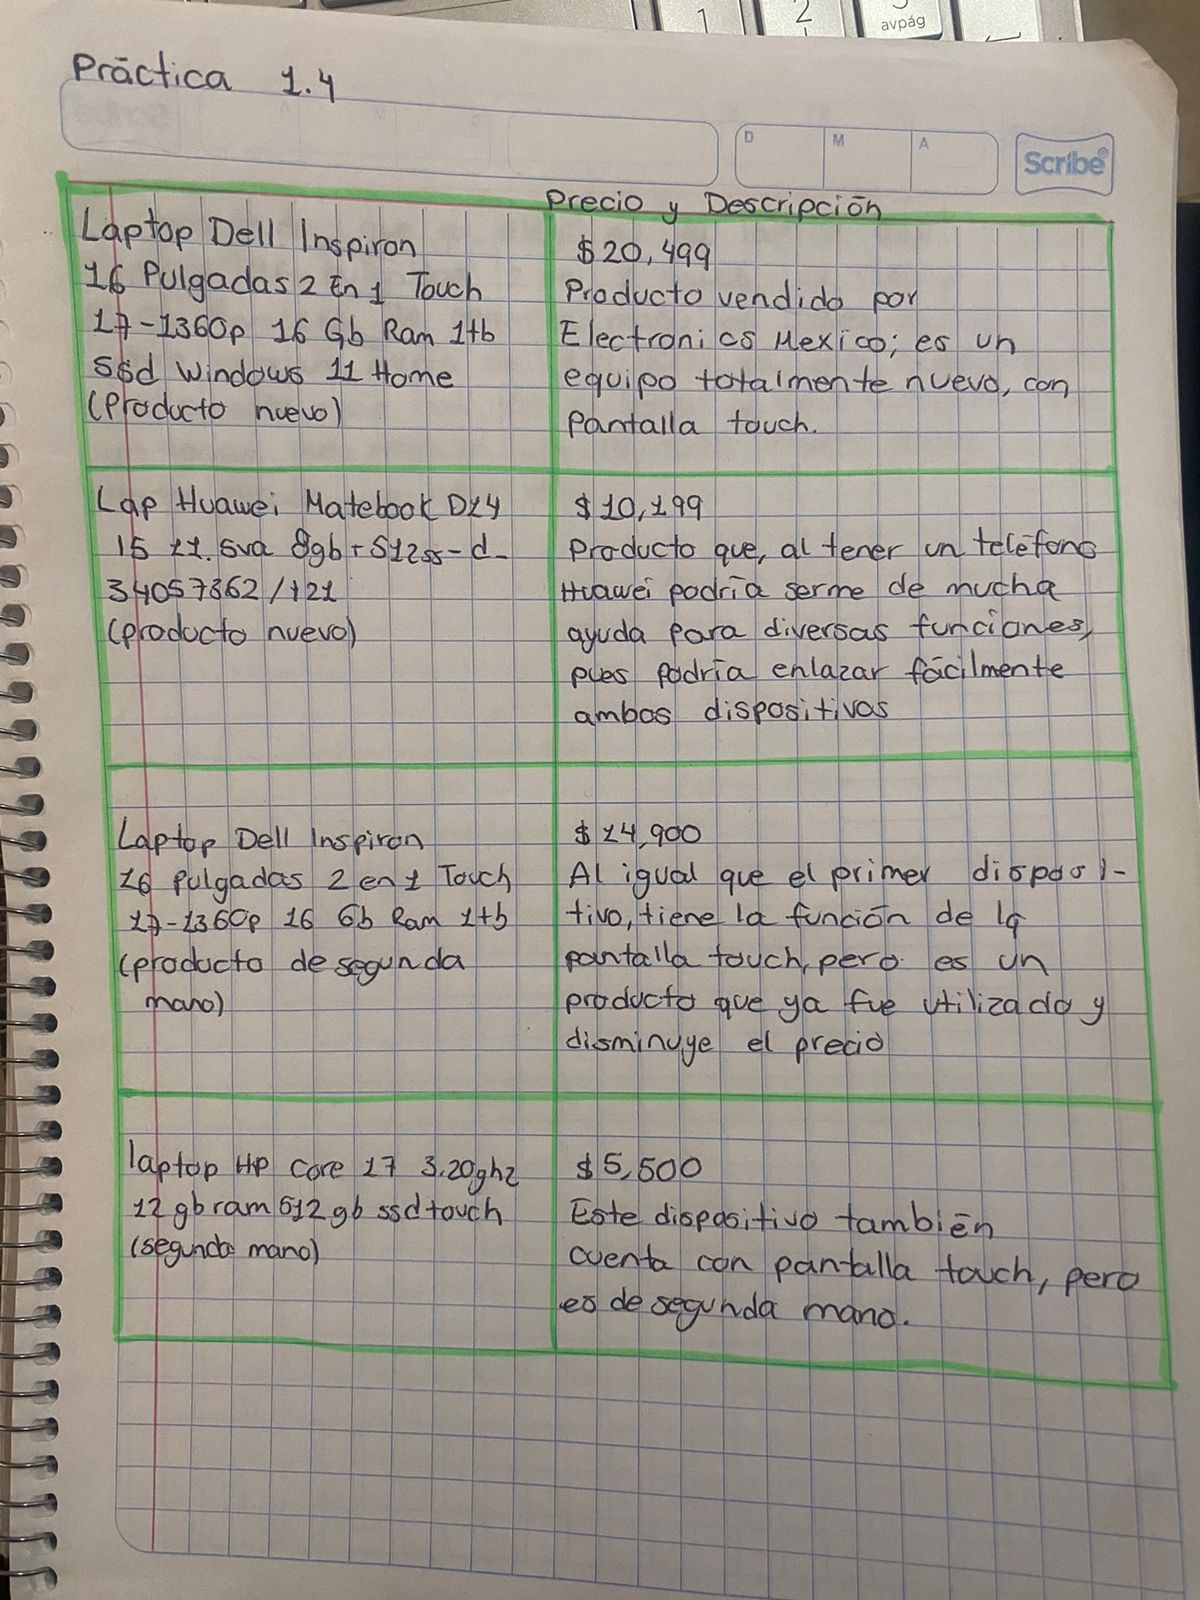 1
2
3
avpág
Práctica 1.4
D
M
A
Scribe
Precio y Descripción
Laptop Dell Inspiron
16 Pulgadas 2 En 1 Touch
17-1360p 16 Gb Ram 1tb
ssd Windows 11 Home
(Producto nuevo)
$20,499
Producto vendido por
Electronics Mexico; es un
equipo totalmente nuevo, con
Pantalla touch.
Lap Huawei Matebook D14
15 11.5va 8gb+512ss-d-
34057362/121
(producto nuevo)
$10,199
Producto que, al tener un teléfono
Huawei podría serme de mucha
ayuda para diversas funciones,
pues podría enlazar fácilmente
ambos dispositivos
Laptop Dell Inspiron
16 Pulgadas 2 en 1 Touch
17-1360p 16 Gb Ram 1tb
(producto de segunda
mano)
$14,900
Al igual que el primer disposi-
tivo, tiene la función de la
pantalla touch, pero es un
producto que ya fue utilizado y
disminuye el precio
laptop HP core 17 3.20ghz
12 gb ram 512 gb ssd touch
(segunda mano)
$5,500
Este dispositivo también
cuenta con pantalla touch, pero
es de segunda mano.